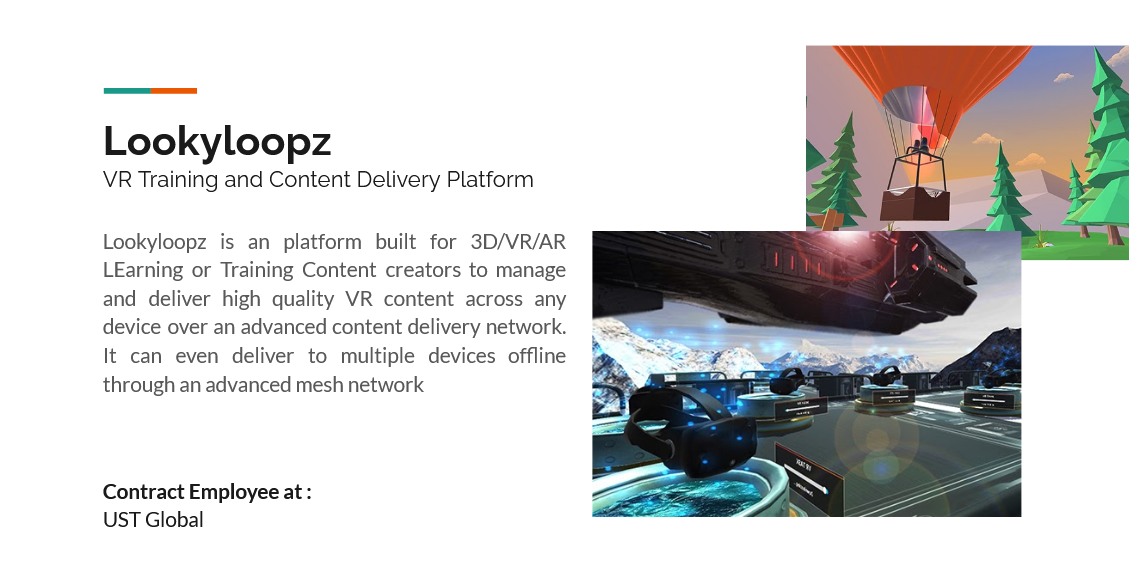 Lookyloopz
VR Training and Content Delivery Platform
Lookyloopz is an platform built for 3D/VR/AR
LEarning or Training Content creators to manage
and deliver high quality VR content across any
device over an advanced content delivery network.
It can even deliver to multiple devices offline
through an advanced mesh network
Contract Employee at :
UST Global